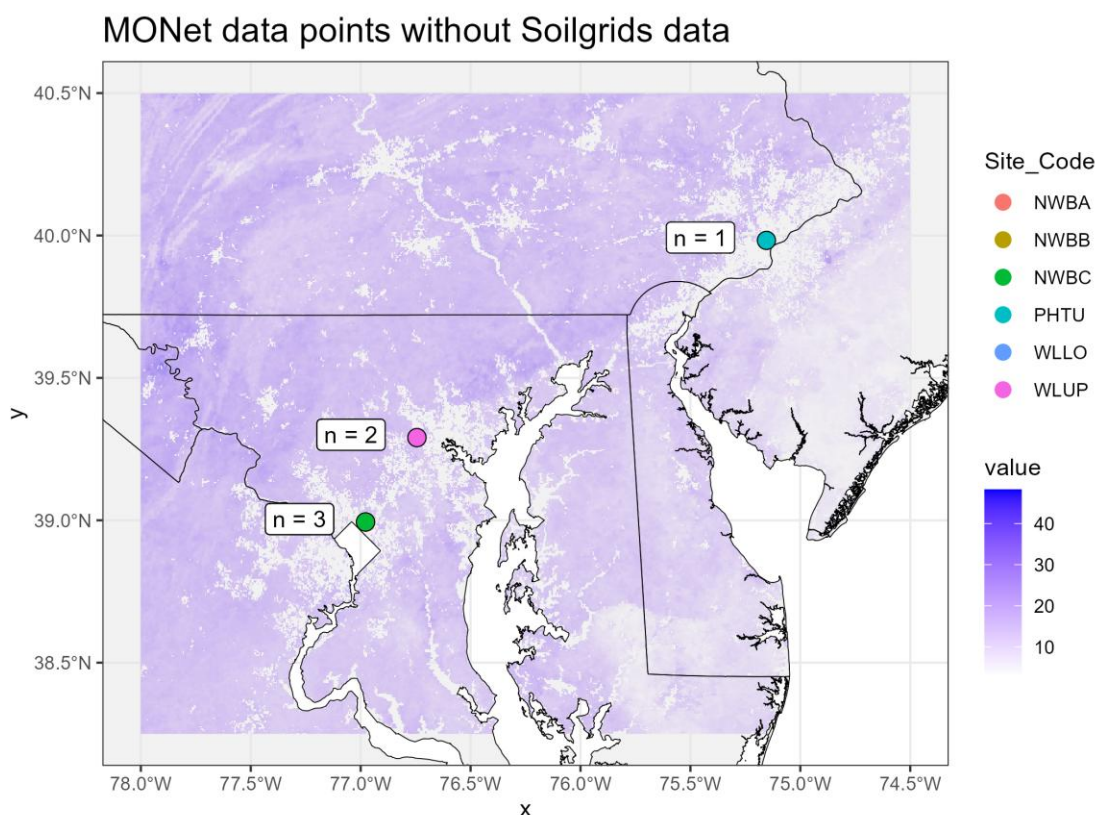 MONet data points without Soilgrids data
40.5°N
40.0°N
39.5°N
39.0°N
38.5°N
y
n = 1
n = 2
n = 3
78.0°W
77.5°W
77.0°W
76.5°W
76.0°W
75.5°W
75.0°W
74.5°W
x
Site_Code
NWBA
NWBB
NWBC
PHTU
WLLO
WLUP
value
40
30
20
10